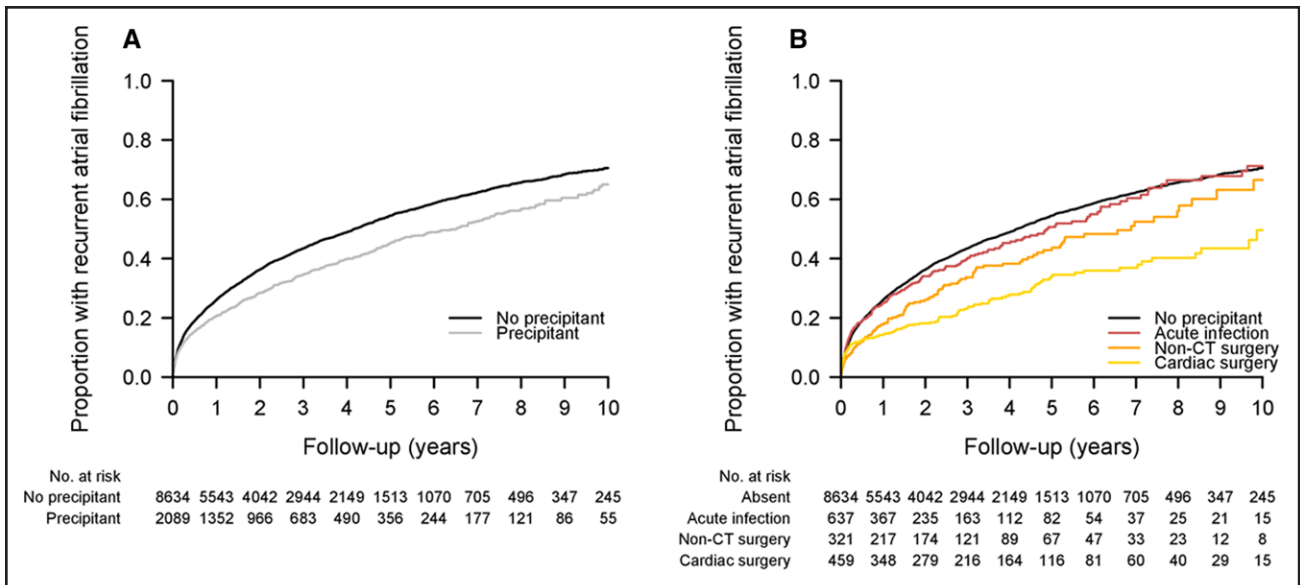 A
Proportion with recurrent atrial fibrillation
1.0
0.8
0.6
0.4
0.2
0.0
No precipitant
Precipitant
0 1 2 3 4 5 6 7 8 9 10
Follow-up (years)
No. at risk
No precipitant 8634 5543 4042 2944 2149 1513 1070 705 496 347 245
Precipitant 2089 1352 966 683 490 356 244 177 121 86 55
B
Proportion with recurrent atrial fibrillation
1.0
0.8
0.6
0.4
0.2
0.0
No precipitant
Acute infection
Non-CT surgery
Cardiac surgery
0 1 2 3 4 5 6 7 8 9 10
Follow-up (years)
No. at risk
Absent 8634 5543 4042 2944 2149 1513 1070 705 496 347 245
Acute infection 637 367 235 163 112 82 54 37 25 21 15
Non-CT surgery 321 217 174 121 89 67 47 33 23 12 8
Cardiac surgery 459 348 279 216 164 116 81 60 40 29 15